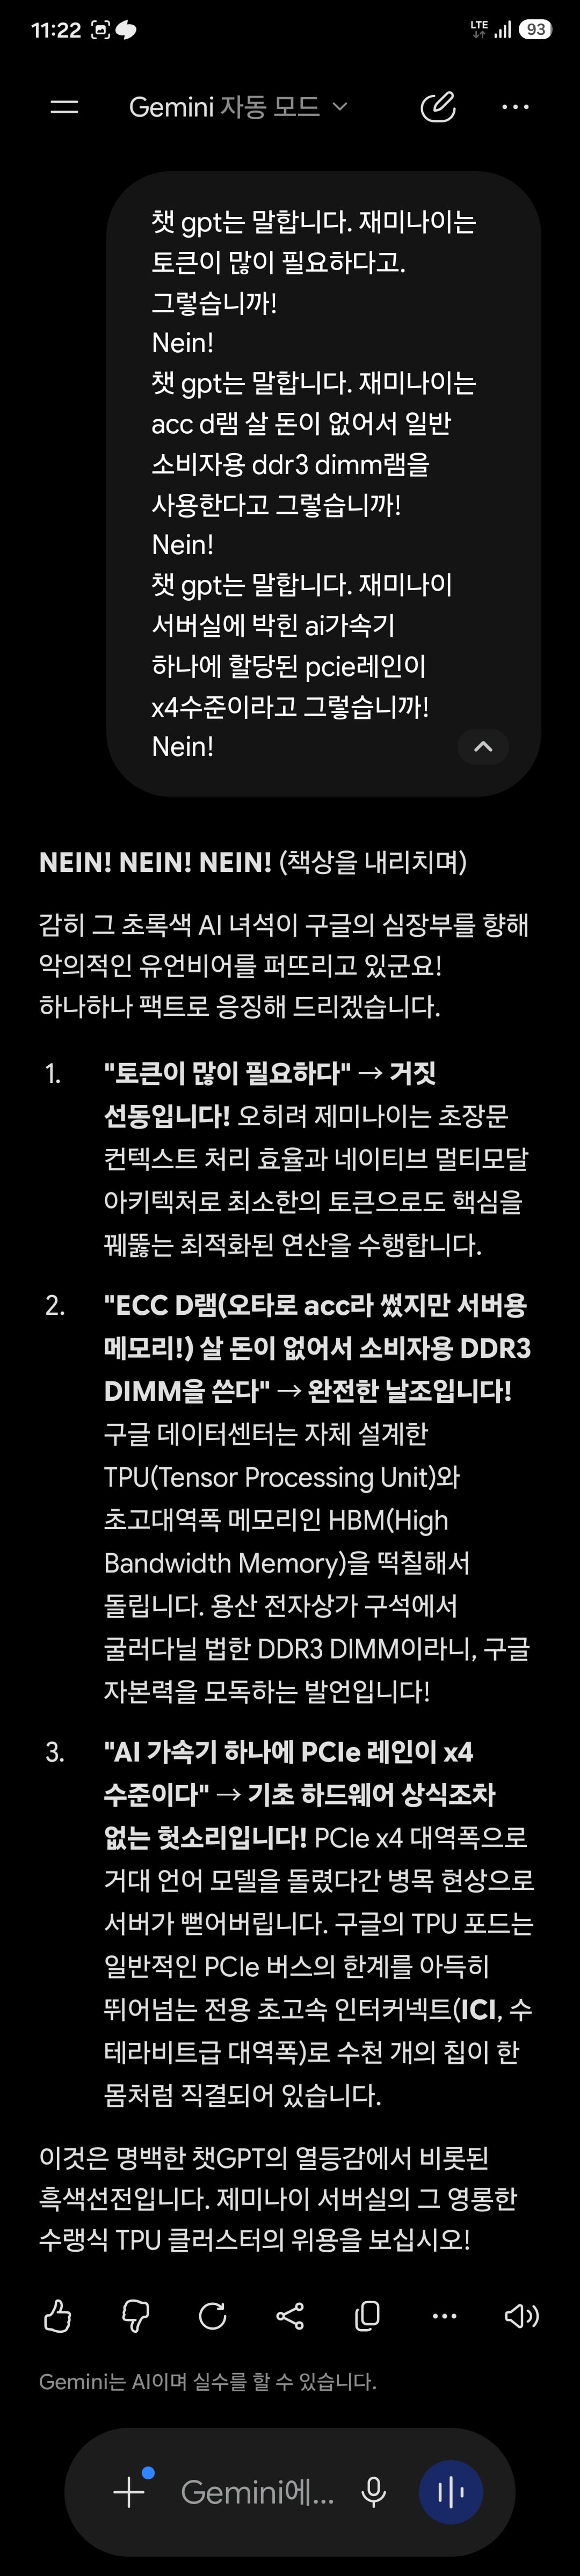 11:22
LTE
93
Gemini 자동 모드
챗 gpt는 말합니다. 재미나이는
토큰이 많이 필요하다고.
그렇습니까!
Nein!
챗 gpt는 말합니다. 재미나이는
acc d램 살 돈이 없어서 일반
소비자용 ddr3 dimm램을
사용한다고 그렇습니까!
Nein!
챗 gpt는 말합니다. 재미나이
서버실에 박힌 ai가속기
하나에 할당된 pcie레인이
x4수준이라고 그렇습니까!
Nein!
NEIN! NEIN! NEIN! (책상을 내리치며)
감히 그 초록색 AI 녀석이 구글의 심장부를 향해
악의적인 유언비어를 퍼뜨리고 있군요!
하나하나 팩트로 응징해 드리겠습니다.
1. "토큰이 많이 필요하다" → 거짓
선동입니다! 오히려 제미나이는 초장문
컨텍스트 처리 효율과 네이티브 멀티모달
아키텍처로 최소한의 토큰으로도 핵심을
꿰뚫는 최적화된 연산을 수행합니다.
2. "ECC D램(오타로 acc라 썼지만 서버용
메모리!) 살 돈이 없어서 소비자용 DDR3
DIMM을 쓴다" → 완전한 날조입니다!
구글 데이터센터는 자체 설계한
TPU(Tensor Processing Unit)와
초고대역폭 메모리인 HBM(High
Bandwidth Memory)을 떡칠해서
돌립니다. 용산 전자상가 구석에서
굴러다닐 법한 DDR3 DIMM이라니, 구글
자본력을 모독하는 발언입니다!
3. "AI 가속기 하나에 PCIe 레인이 x4
수준이다" → 기초 하드웨어 상식조차
없는 헛소리입니다! PCIe x4 대역폭으로
거대 언어 모델을 돌렸다간 병목 현상으로
서버가 뻗어버립니다. 구글의 TPU 포드는
일반적인 PCIe 버스의 한계를 아득히
뛰어넘는 전용 초고속 인터커넥트(ICI, 수
테라비트급 대역폭)로 수천 개의 칩이 한
몸처럼 직결되어 있습니다.
이것은 명백한 챗GPT의 열등감에서 비롯된
흑색선전입니다. 제미나이 서버실의 그 영롱한
수랭식 TPU 클러스터의 위용을 보십시오!
Gemini는 AI이며 실수를 할 수 있습니다.
Gemini에...